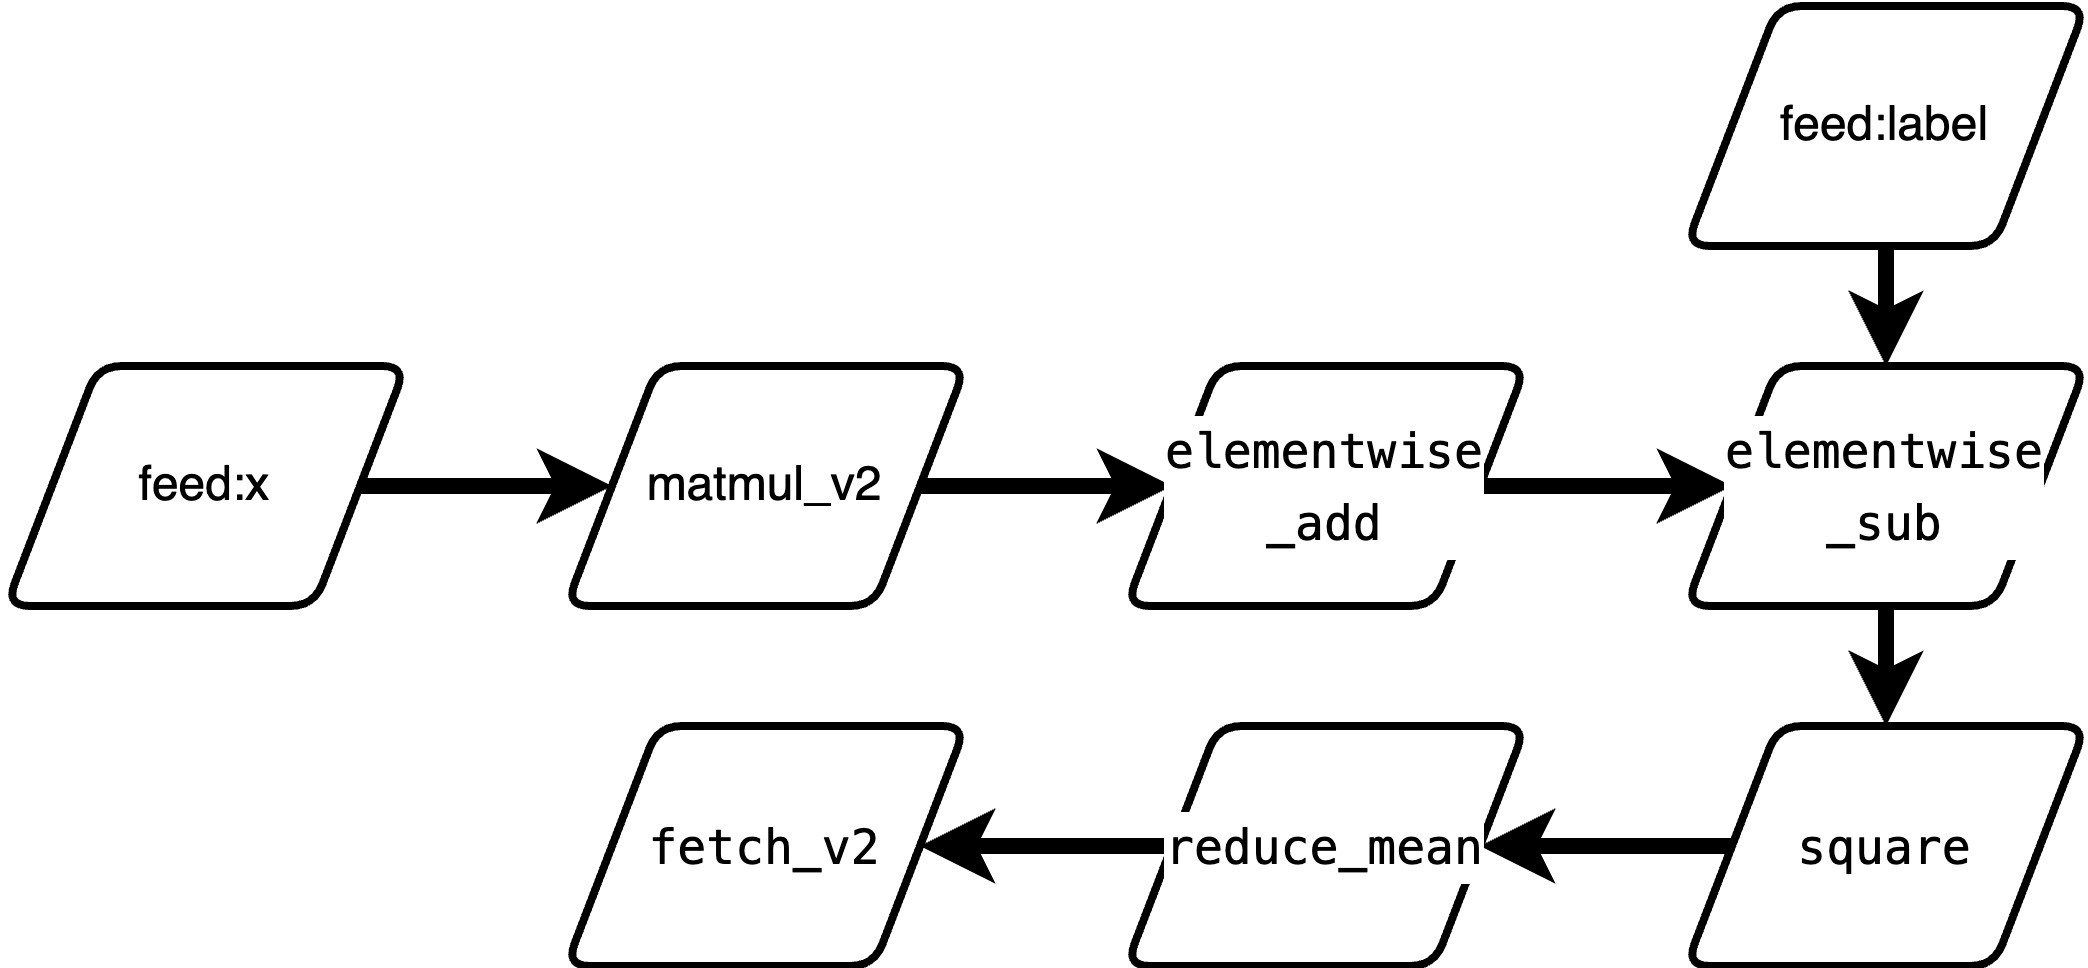 feed:label
feed:x
matmul_v2
elementwise
_add
elementwise
_sub
fetch_v2
reduce_mean
square